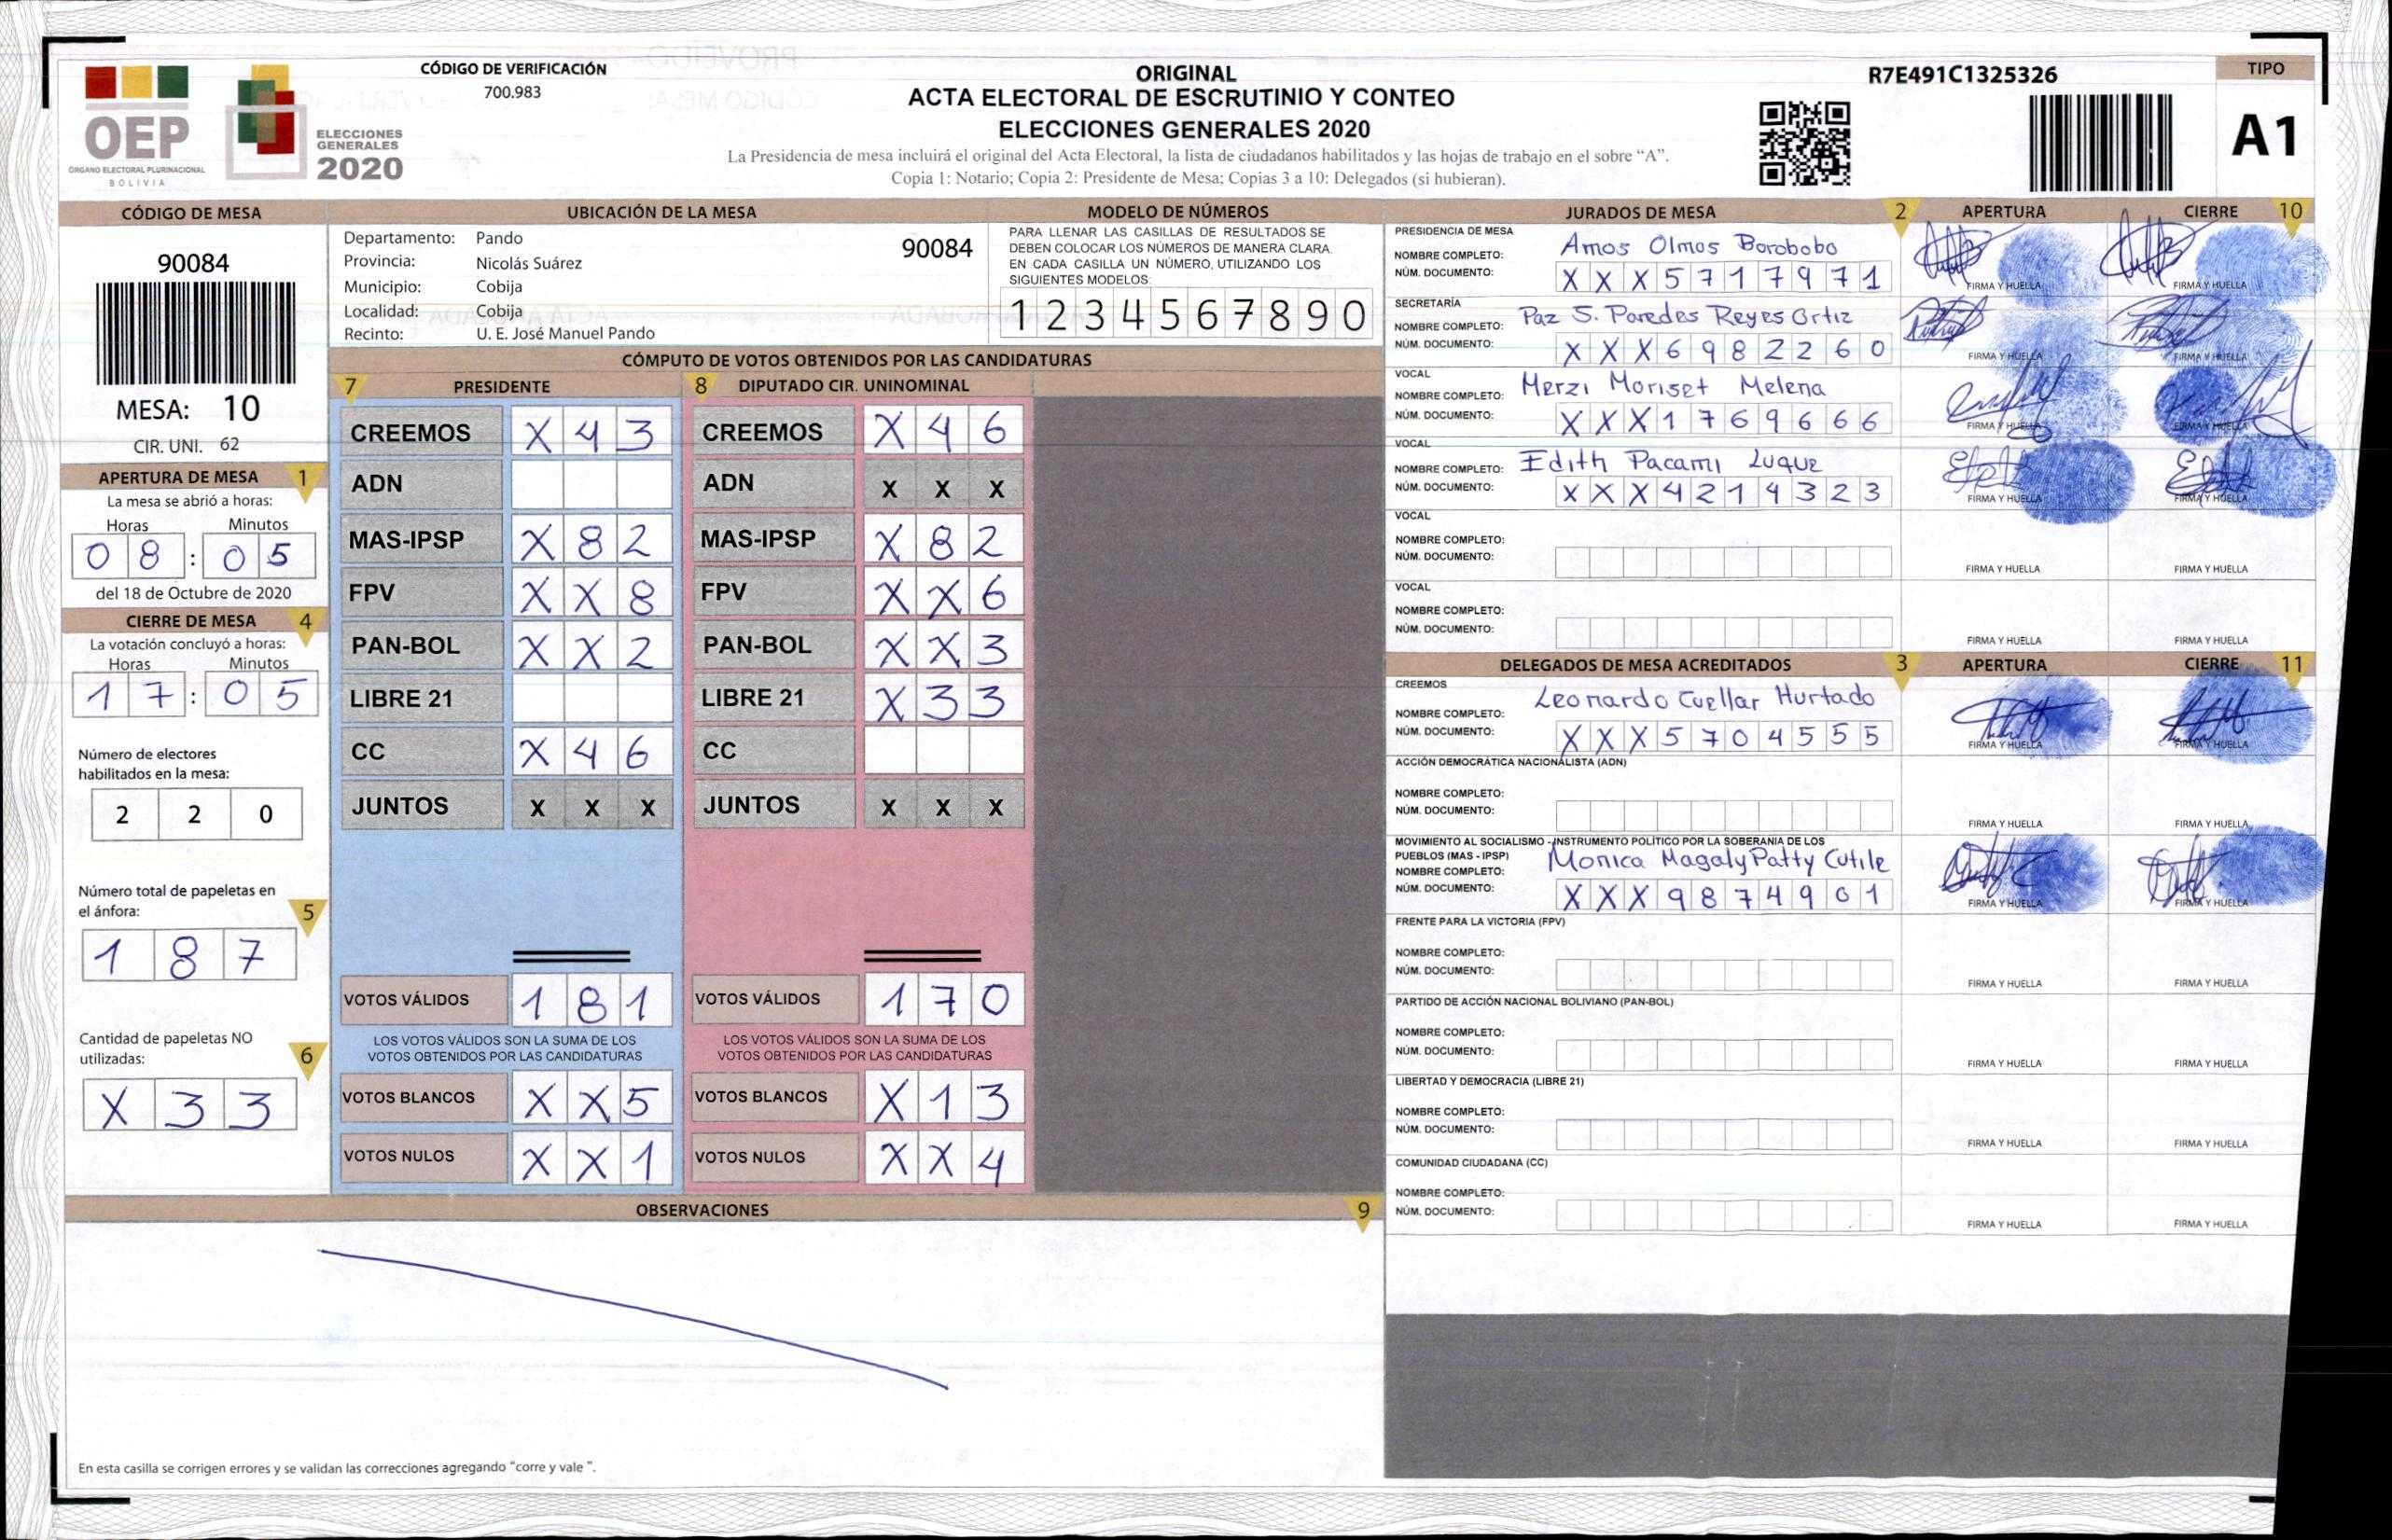 CÓDIGO DE VERIFICACIÓN
700.983
OEP
ÓRGANO ELECTORAL PLURINACIONAL
BOLIVIA
ELECCIONES
GENERALES
2020
ORIGINAL
ACTA ELECTORAL DE ESCRUTINIO Y CONTEO
ELECCIONES GENERALES 2020
La Presidencia de mesa incluirá el original del Acta Electoral, la lista de ciudadanos habilitados y las hojas de trabajo en el sobre “A”.
Copia 1: Notario; Copia 2: Presidente de Mesa; Copias 3 a 10: Delegados (si hubieran).
R7E491C1325326
TIPO
A1
CÓDIGO DE MESA
90084
MESA: 10
CIR. UNI. 62
APERTURA DE MESA 1
La mesa se abrió a horas:
Horas Minutos
0 8 : 0 5
del 18 de Octubre de 2020
CIERRE DE MESA 4
La votación concluyó a horas:
Horas Minutos
1 7 : 0 5
Número de electores
habilitados en la mesa:
2 2 0
Número total de papeletas en
el ánfora: 5
1 8 7
Cantidad de papeletas NO
utilizadas: 6
X 3 3
UBICACIÓN DE LA MESA
Departamento: Pando 90084
Provincia: Nicolás Suárez
Municipio: Cobija
Localidad: Cobija
Recinto: U. E. José Manuel Pando
MODELO DE NÚMEROS
PARA LLENAR LAS CASILLAS DE RESULTADOS SE
DEBEN COLOCAR LOS NÚMEROS DE MANERA CLARA.
EN CADA CASILLA UN NÚMERO, UTILIZANDO LOS
SIGUIENTES MODELOS:
1 2 3 4 5 6 7 8 9 0
CÓMPUTO DE VOTOS OBTENIDOS POR LAS CANDIDATURAS
7 PRESIDENTE
CREEMOS X 4 3
ADN
MAS-IPSP X 8 2
FPV X X 8
PAN-BOL X X 2
LIBRE 21
CC X 4 6
JUNTOS X X X
VOTOS VÁLIDOS 1 8 1
LOS VOTOS VÁLIDOS SON LA SUMA DE LOS
VOTOS OBTENIDOS POR LAS CANDIDATURAS
VOTOS BLANCOS X X 5
VOTOS NULOS X X 1
8 DIPUTADO CIR. UNINOMINAL
CREEMOS X 4 6
ADN X X X
MAS-IPSP X 8 2
FPV X X 6
PAN-BOL X X 3
LIBRE 21 X 3 3
CC
JUNTOS X X X
VOTOS VÁLIDOS 1 7 0
LOS VOTOS VÁLIDOS SON LA SUMA DE LOS
VOTOS OBTENIDOS POR LAS CANDIDATURAS
VOTOS BLANCOS X 1 3
VOTOS NULOS X X 4
OBSERVACIONES 9
En esta casilla se corrigen errores y se validan las correcciones agregando “corre y vale ”.
JURADOS DE MESA 2 APERTURA CIERRE 10
PRESIDENCIA DE MESA
NOMBRE COMPLETO: Amos Olmos Borobobo
NÚM. DOCUMENTO: X X X 5 7 1 7 9 7 1 FIRMA Y HUELLA FIRMA Y HUELLA
SECRETARÍA
NOMBRE COMPLETO: Paz S. Paredes Reyes Ortiz
NÚM. DOCUMENTO: X X X 6 9 8 2 2 6 0 FIRMA Y HUELLA FIRMA Y HUELLA
VOCAL
NOMBRE COMPLETO: Merzi Moriset Melena
NÚM. DOCUMENTO: X X X 1 7 6 9 6 6 6 FIRMA Y HUELLA FIRMA Y HUELLA
VOCAL
NOMBRE COMPLETO: Edith Pacami Luque
NÚM. DOCUMENTO: X X X 4 2 1 4 3 2 3 FIRMA Y HUELLA FIRMA Y HUELLA
VOCAL
NOMBRE COMPLETO:
NÚM. DOCUMENTO: FIRMA Y HUELLA FIRMA Y HUELLA
VOCAL
NOMBRE COMPLETO:
NÚM. DOCUMENTO: FIRMA Y HUELLA FIRMA Y HUELLA
DELEGADOS DE MESA ACREDITADOS 3 APERTURA CIERRE 11
CREEMOS
NOMBRE COMPLETO: Leonardo Cuellar Hurtado
NÚM. DOCUMENTO: X X X 5 7 0 4 5 5 5 FIRMA Y HUELLA FIRMA Y HUELLA
ACCIÓN DEMOCRÁTICA NACIONALISTA (ADN)
NOMBRE COMPLETO:
NÚM. DOCUMENTO: FIRMA Y HUELLA FIRMA Y HUELLA
MOVIMIENTO AL SOCIALISMO - INSTRUMENTO POLÍTICO POR LA SOBERANIA DE LOS
PUEBLOS (MAS - IPSP)
NOMBRE COMPLETO: Monica Magaly Patty Cutile
NÚM. DOCUMENTO: X X X 9 8 7 4 9 0 1 FIRMA Y HUELLA FIRMA Y HUELLA
FRENTE PARA LA VICTORIA (FPV)
NOMBRE COMPLETO:
NÚM. DOCUMENTO: FIRMA Y HUELLA FIRMA Y HUELLA
PARTIDO DE ACCIÓN NACIONAL BOLIVIANO (PAN-BOL)
NOMBRE COMPLETO:
NÚM. DOCUMENTO: FIRMA Y HUELLA FIRMA Y HUELLA
LIBERTAD Y DEMOCRACIA (LIBRE 21)
NOMBRE COMPLETO:
NÚM. DOCUMENTO: FIRMA Y HUELLA FIRMA Y HUELLA
COMUNIDAD CIUDADANA (CC)
NOMBRE COMPLETO:
NÚM. DOCUMENTO: FIRMA Y HUELLA FIRMA Y HUELLA